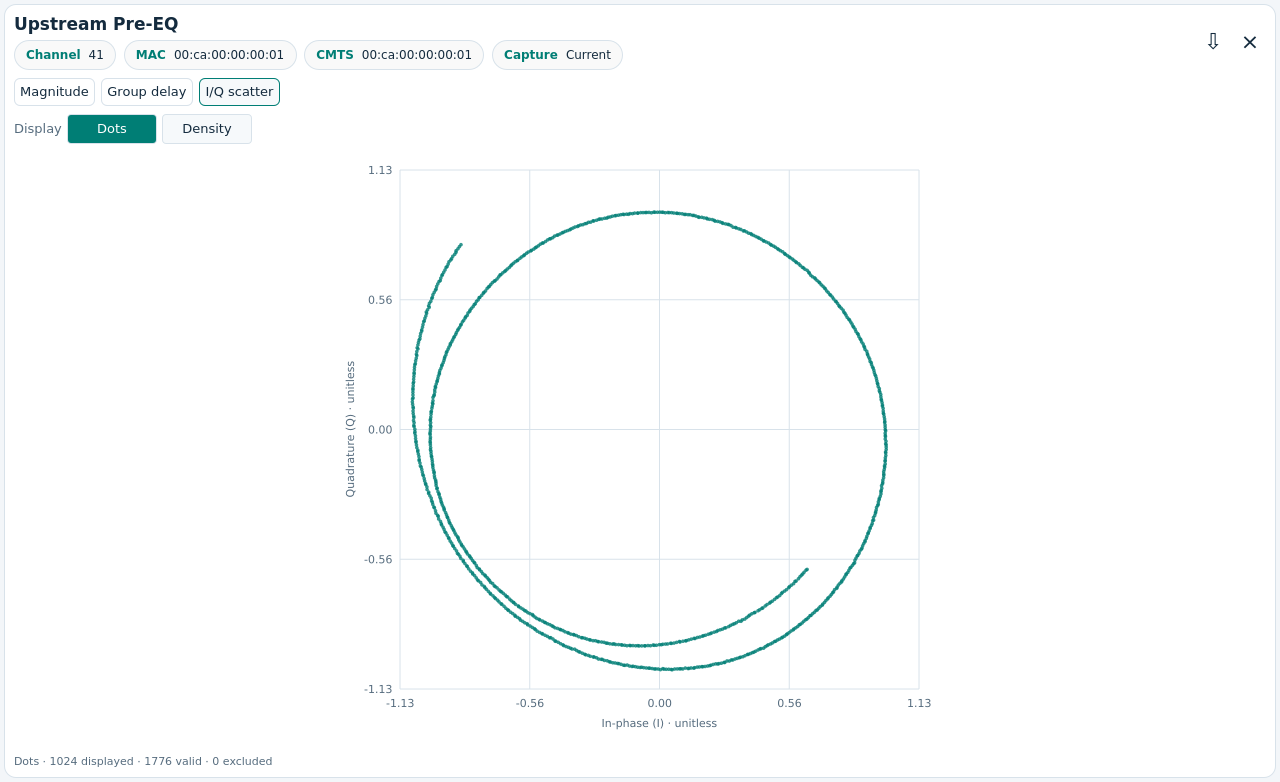 Upstream Pre-EQ
Channel 41 MAC 00:ca:00:00:00:01 CMTS 00:ca:00:00:00:01 Capture Current
Magnitude Group delay I/Q scatter
Display Dots Density
1.13
0.56
0.00
-0.56
-1.13
Quadrature (Q) · unitless
-1.13 -0.56 0.00 0.56 1.13
In-phase (I) · unitless
Dots · 1024 displayed · 1776 valid · 0 excluded